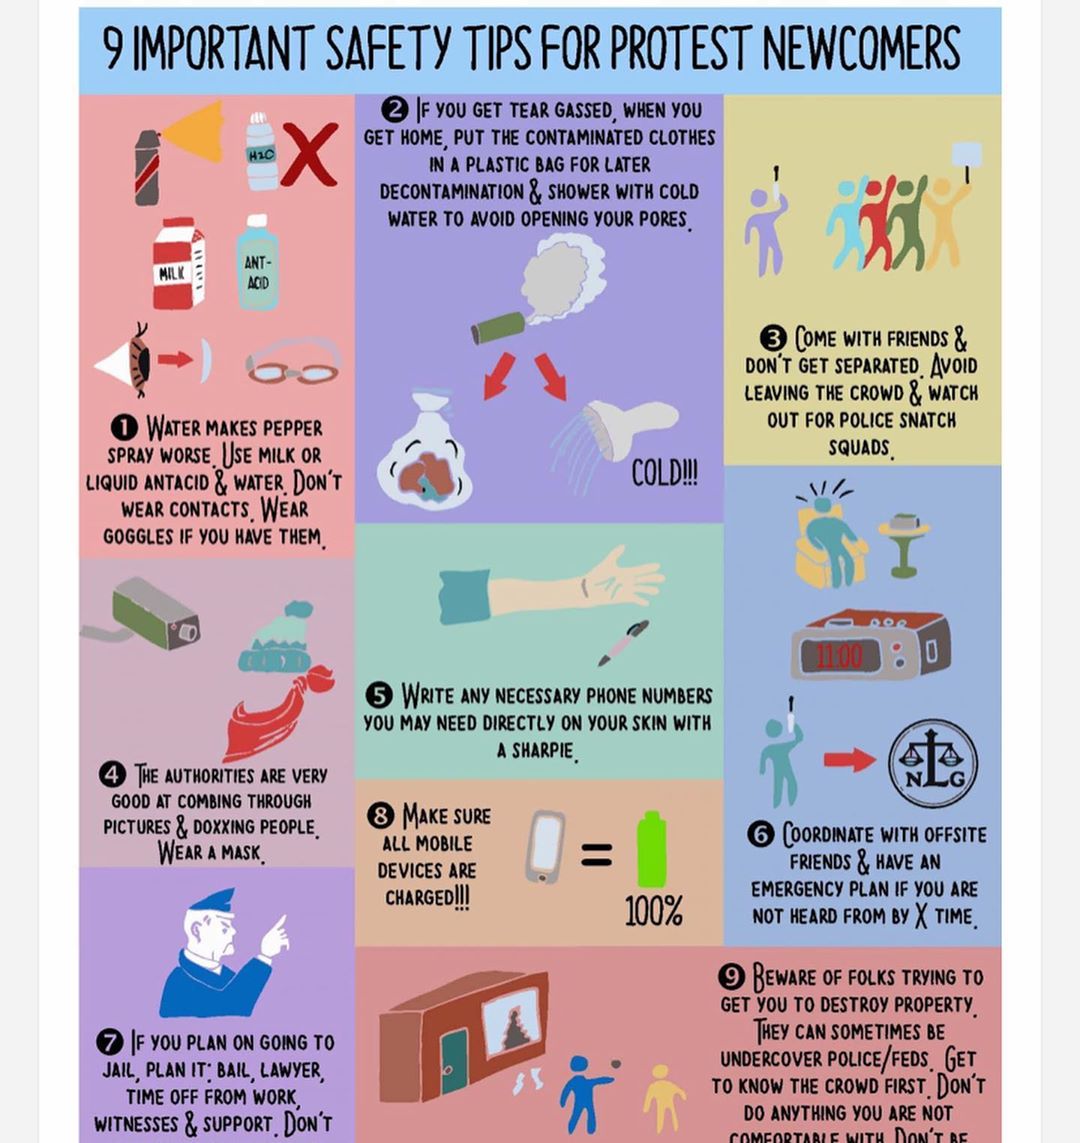 9 IMPORTANT SAFETY TIPS FOR PROTEST NEWCOMERS
H2O
MILK
ANT-
ACID
1 WATER MAKES PEPPER
SPRAY WORSE. USE MILK OR
LIQUID ANTACID & WATER. DON'T
WEAR CONTACTS. WEAR
GOGGLES IF YOU HAVE THEM.
2 IF YOU GET TEAR GASSED, WHEN YOU
GET HOME, PUT THE CONTAMINATED CLOTHES
IN A PLASTIC BAG FOR LATER
DECONTAMINATION & SHOWER WITH COLD
WATER TO AVOID OPENING YOUR PORES.
COLD!!!
3 COME WITH FRIENDS &
DON'T GET SEPARATED. AVOID
LEAVING THE CROWD & WATCH
OUT FOR POLICE SNATCH
SQUADS.
4 THE AUTHORITIES ARE VERY
GOOD AT COMBING THROUGH
PICTURES & DOXXING PEOPLE.
WEAR A MASK.
5 WRITE ANY NECESSARY PHONE NUMBERS
YOU MAY NEED DIRECTLY ON YOUR SKIN WITH
A SHARPIE.
11:00
NLG
6 COORDINATE WITH OFFSITE
FRIENDS & HAVE AN
EMERGENCY PLAN IF YOU ARE
NOT HEARD FROM BY X TIME.
7 IF YOU PLAN ON GOING TO
JAIL, PLAN IT: BAIL, LAWYER,
TIME OFF FROM WORK,
WITNESSES & SUPPORT. DON'T
8 MAKE SURE
ALL MOBILE
DEVICES ARE
CHARGED!!!
=
100%
9 BEWARE OF FOLKS TRYING TO
GET YOU TO DESTROY PROPERTY.
THEY CAN SOMETIMES BE
UNDERCOVER POLICE/FEDS. GET
TO KNOW THE CROWD FIRST. DON'T
DO ANYTHING YOU ARE NOT
COMFORTABLE WITH. DON'T BE